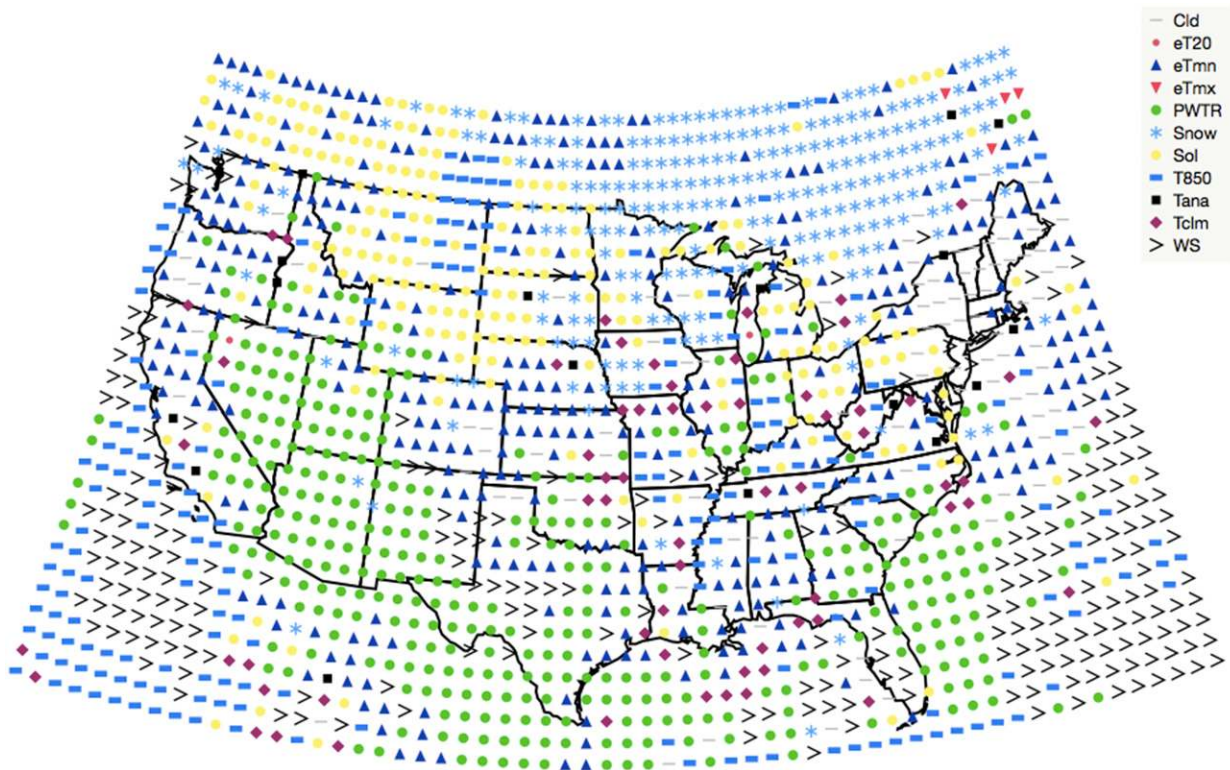 Cld
eT20
eTmn
eTmx
PWTR
Snow
Sol
T850
Tana
Tclm
WS